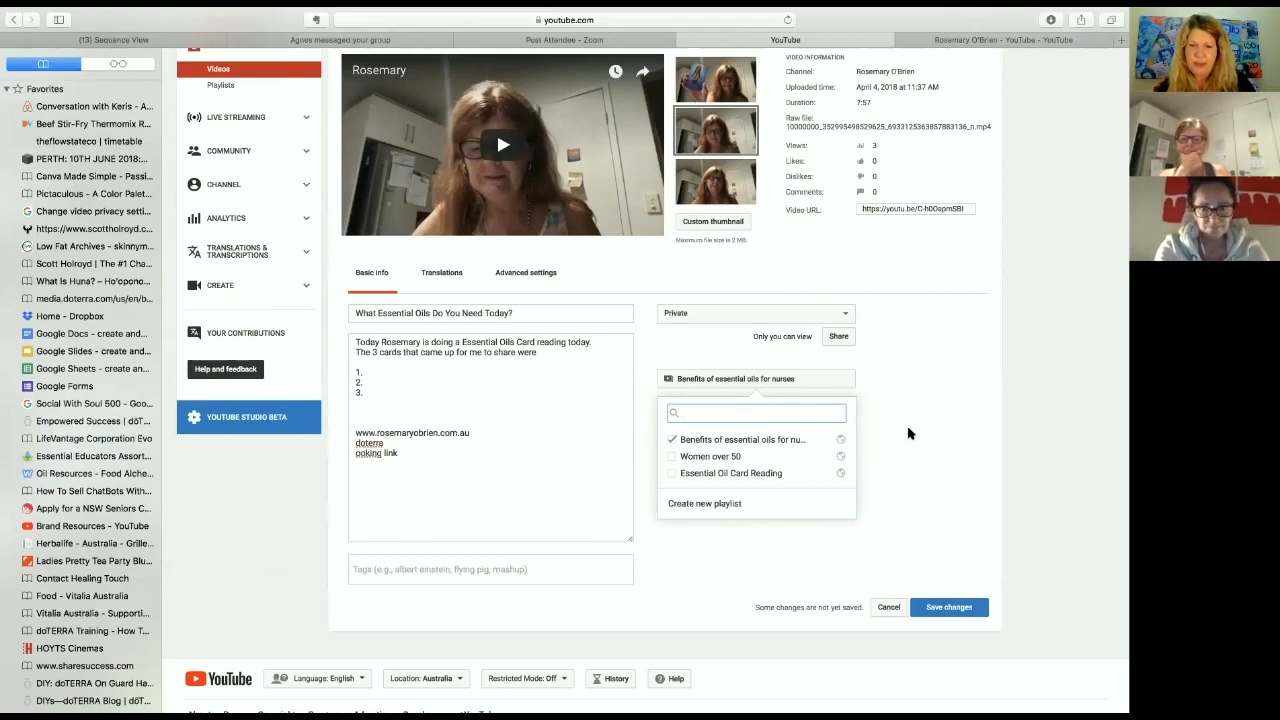 youtube.com
(13) Sequence View
Agnes messaged your group
Post Attendee - Zoom
YouTube
Rosemary O'Brien - YouTube - YouTube
Favorites
Conversation with Keris - A...
Beef Stir-Fry Thermomix R...
theflowstateco | timetable
PERTH: 10TH JUNE 2018:...
Canva Made Simple - Passi...
Pictaculous - A Color Palet...
Change video privacy setti...
https://www.scottholroyd....
Low Fat Archives - skinnym...
Scott Holroyd | The #1 Cha...
What Is Huna? – Ho'opono...
media.doterra.com/us/en/b...
Home - Dropbox
Google Docs - create and...
Google Slides - create and...
Google Sheets - create an...
Google Forms
Social With Soul 500 - Goo...
Empowered Success | doT...
LifeVantage Corporation Evo
Essential Educators Assort...
Oil Resources - Food Alche...
How To Sell ChatBots With...
Apply for a NSW Seniors C...
Brand Resources - YouTube
Herbalife - Australia - Grille...
Ladies Pretty Tea Party Blu...
Contact Healing Touch
Food - Vitalia Australia
Vitalia Australia - Supporti...
doTERRA Training - How T...
HOYTS Cinemas
www.sharesuccess.com
DIY: doTERRA On Guard Ha...
DIYs—doTERRA Blog | dōT...
Videos
Playlists
LIVE STREAMING
COMMUNITY
CHANNEL
ANALYTICS
TRANSLATIONS &
TRANSCRIPTIONS
CREATE
YOUR CONTRIBUTIONS
Help and feedback
YOUTUBE STUDIO BETA
Rosemary
Custom thumbnail
Maximum file size is 2 MB.
VIDEO INFORMATION
Channel: Rosemary O'Brien
Uploaded time: April 4, 2018 at 11:37 AM
Duration: 7:57
Raw file:
10000000_352995498529625_6933125363857883136_n.mp4
Views: 3
Likes: 0
Dislikes: 0
Comments: 0
Video URL:
Basic info
Translations
Advanced settings
What Essential Oils Do You Need Today?
Today Rosemary is doing a Essential Oils Card reading today.
The 3 cards that came up for me to share were
1.
2.
3.
www.rosemaryobrien.com.au
doterra
ooking link
Tags (e.g., albert einstein, flying pig, mashup)
Private
Only you can view
Share
Benefits of essential oils for nurses
Benefits of essential oils for nu...
Women over 50
Essential Oil Card Reading
Create new playlist
Some changes are not yet saved.
Cancel
Save changes
YouTube
Language: English
Location: Australia
Restricted Mode: Off
History
Help